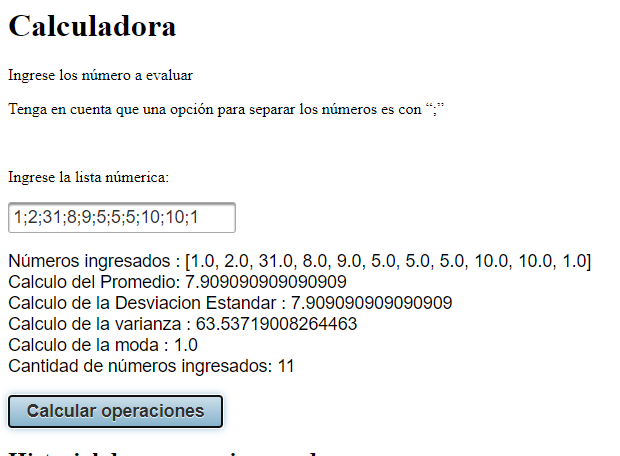 Calculadora
Ingrese los número a evaluar
Tenga en cuenta que una opción para separar los números es con “;”
Ingrese la lista númerica:
1;2;31;8;9;5;5;5;10;10;1
Números ingresados : [1.0, 2.0, 31.0, 8.0, 9.0, 5.0, 5.0, 5.0, 10.0, 10.0, 1.0]
Calculo del Promedio: 7.909090909090909
Calculo de la Desviacion Estandar : 7.909090909090909
Calculo de la varianza : 63.53719008264463
Calculo de la moda : 1.0
Cantidad de números ingresados: 11
Calcular operaciones